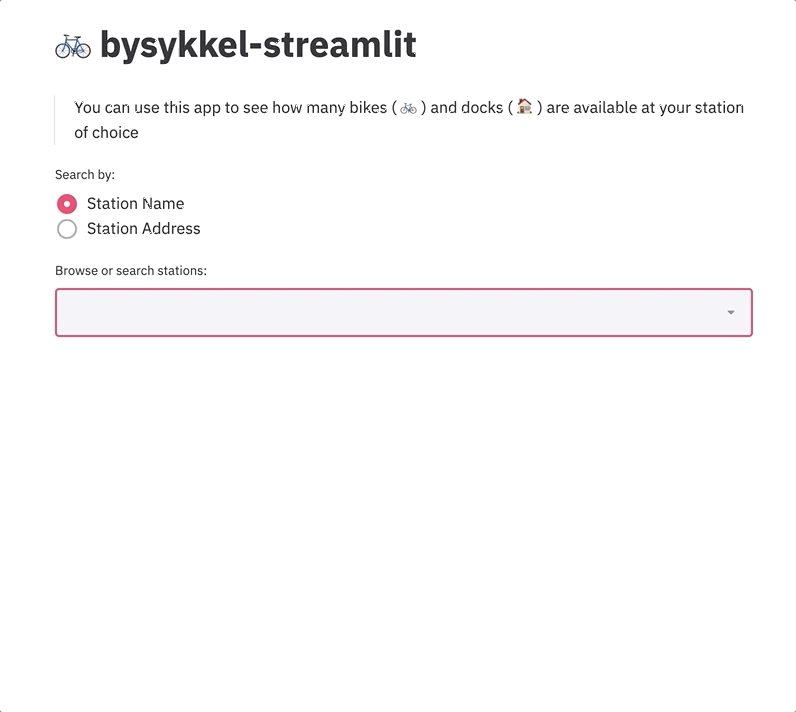 🚲 bysykkel-streamlit
You can use this app to see how many bikes ( 🚲 ) and docks ( 🏠 ) are available at your station
of choice
Search by:
Station Name
Station Address
Browse or search stations: